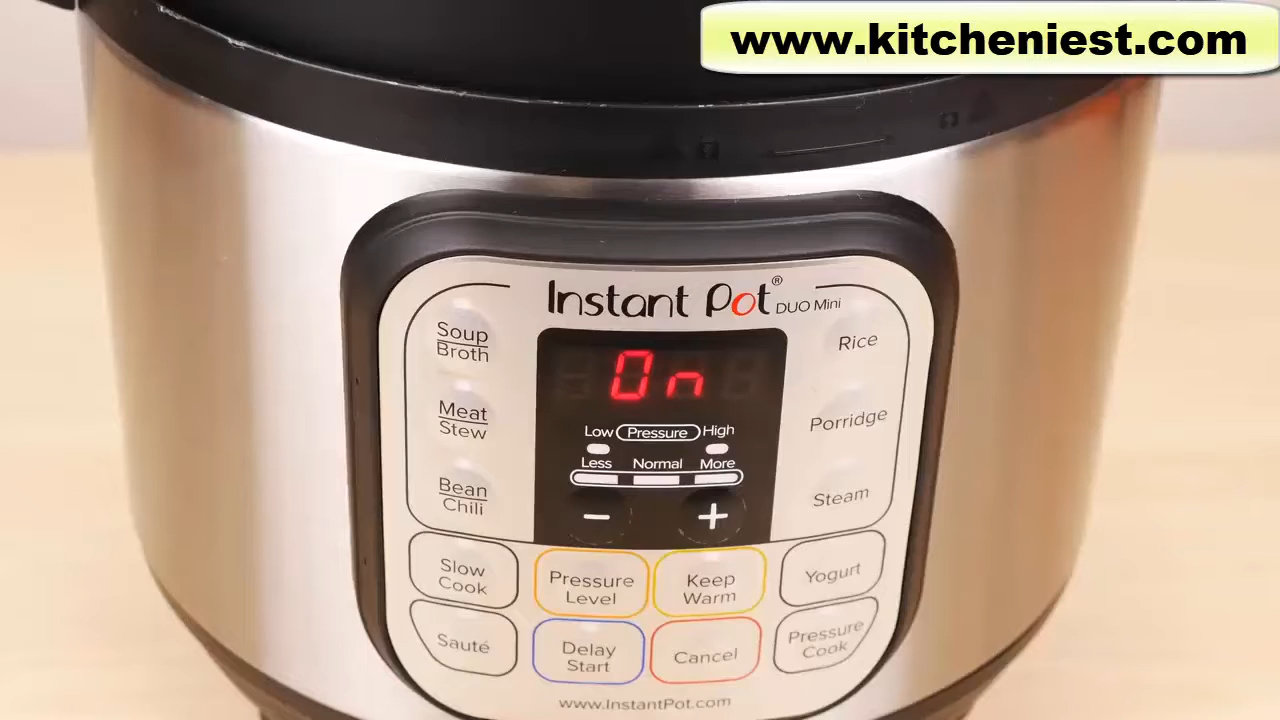 www.kitcheniest.com
Instant Pot® DUO Mini
Soup
Broth
Meat
Stew
Bean
Chili
On
Low Pressure High
Less Normal More
− +
Rice
Porridge
Steam
Slow
Cook
Pressure
Level
Keep
Warm
Yogurt
Sauté
Delay
Start
Cancel
Pressure
Cook
www.InstantPot.com